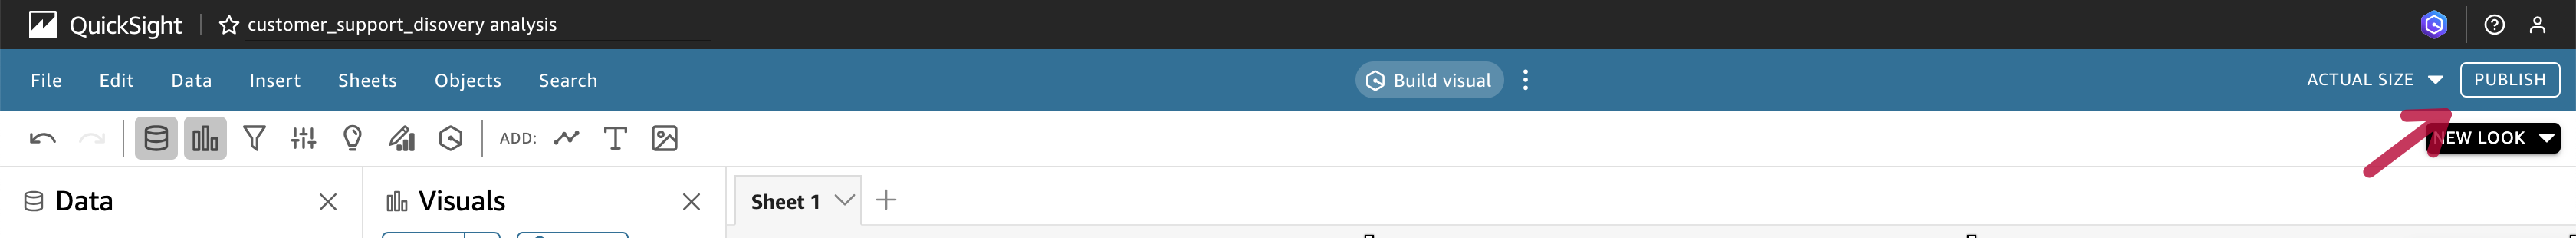 QuickSight customer_support_disovery analysis
File Edit Data Insert Sheets Objects Search Build visual ACTUAL SIZE PUBLISH
ADD: NEW LOOK
Data Visuals Sheet 1